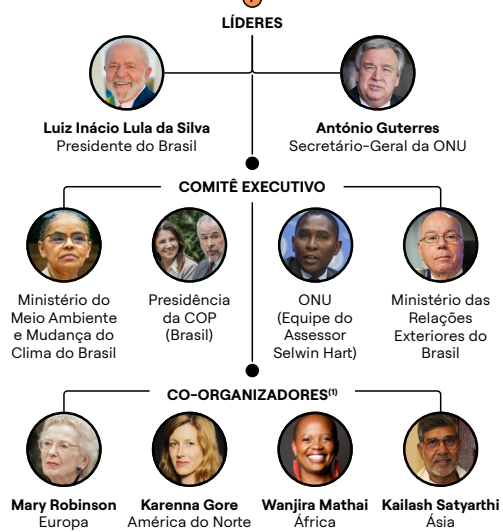 LÍDERES
Luiz Inácio Lula da Silva
Presidente do Brasil
António Guterres
Secretário-Geral da ONU
COMITÊ EXECUTIVO
Ministério do
Meio Ambiente
e Mudança do
Clima do Brasil
Presidência
da COP
(Brasil)
ONU
(Equipe do
Assessor
Selwin Hart)
Ministério das
Relações
Exteriores do
Brasil
CO-ORGANIZADORES(1)
Mary Robinson
Europa
Karenna Gore
América do Norte
Wanjira Mathai
África
Kailash Satyarthi
Ásia